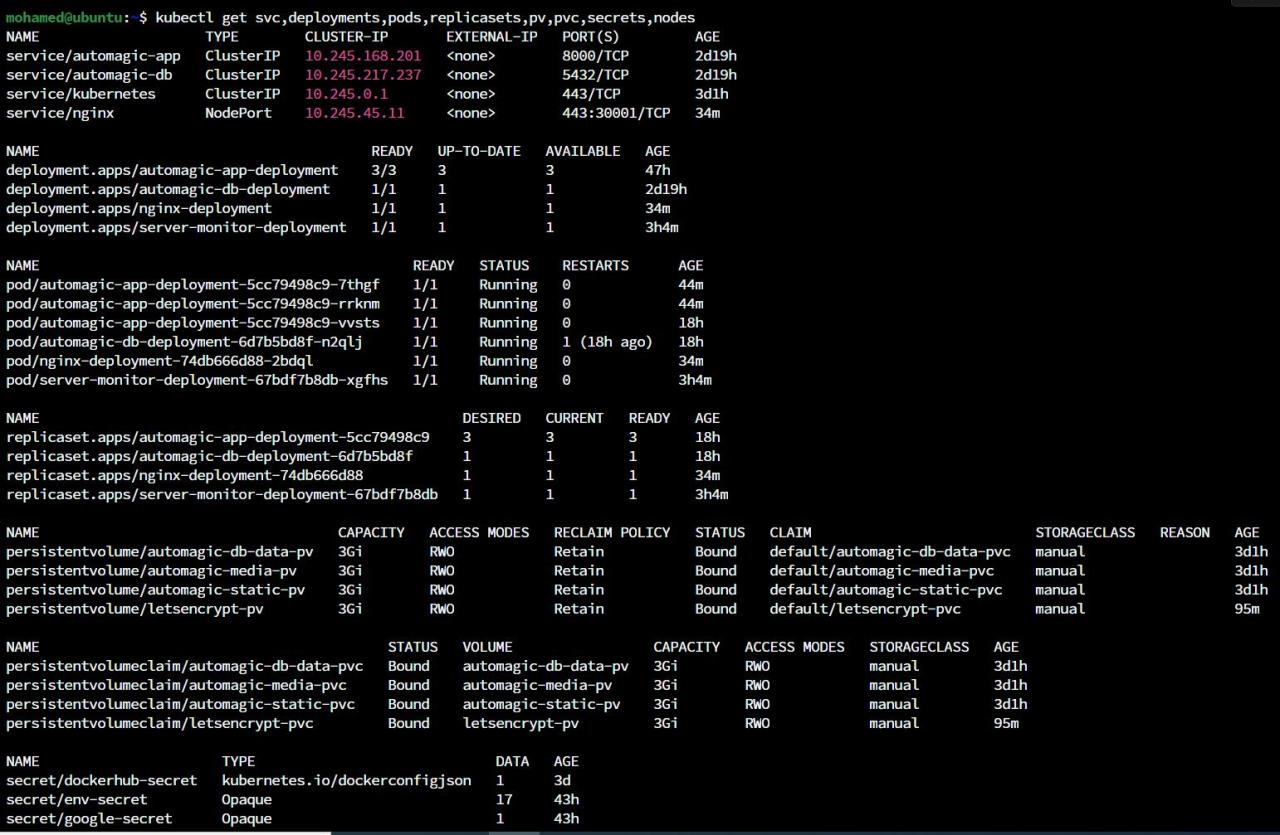 mohamed@ubuntu:~$ kubectl get svc,deployments,pods,replicasets,pv,pvc,secrets,nodes
NAME TYPE CLUSTER-IP EXTERNAL-IP PORT(S) AGE
service/automagic-app ClusterIP 10.245.168.201 <none> 8000/TCP 2d19h
service/automagic-db ClusterIP 10.245.217.237 <none> 5432/TCP 2d19h
service/kubernetes ClusterIP 10.245.0.1 <none> 443/TCP 3d1h
service/nginx NodePort 10.245.45.11 <none> 443:30001/TCP 34m
NAME READY UP-TO-DATE AVAILABLE AGE
deployment.apps/automagic-app-deployment 3/3 3 3 47h
deployment.apps/automagic-db-deployment 1/1 1 1 2d19h
deployment.apps/nginx-deployment 1/1 1 1 34m
deployment.apps/server-monitor-deployment 1/1 1 1 3h4m
NAME READY STATUS RESTARTS AGE
pod/automagic-app-deployment-5cc79498c9-7thgf 1/1 Running 0 44m
pod/automagic-app-deployment-5cc79498c9-rrknm 1/1 Running 0 44m
pod/automagic-app-deployment-5cc79498c9-vvsts 1/1 Running 0 18h
pod/automagic-db-deployment-6d7b5bd8f-n2qlj 1/1 Running 1 (18h ago) 18h
pod/nginx-deployment-74db666d88-2bdql 1/1 Running 0 34m
pod/server-monitor-deployment-67bdf7b8db-xgfhs 1/1 Running 0 3h4m
NAME DESIRED CURRENT READY AGE
replicaset.apps/automagic-app-deployment-5cc79498c9 3 3 3 18h
replicaset.apps/automagic-db-deployment-6d7b5bd8f 1 1 1 18h
replicaset.apps/nginx-deployment-74db666d88 1 1 1 34m
replicaset.apps/server-monitor-deployment-67bdf7b8db 1 1 1 3h4m
NAME CAPACITY ACCESS MODES RECLAIM POLICY STATUS CLAIM STORAGECLASS REASON AGE
persistentvolume/automagic-db-data-pv 3Gi RWO Retain Bound default/automagic-db-data-pvc manual 3d1h
persistentvolume/automagic-media-pv 3Gi RWO Retain Bound default/automagic-media-pvc manual 3d1h
persistentvolume/automagic-static-pv 3Gi RWO Retain Bound default/automagic-static-pvc manual 3d1h
persistentvolume/letsencrypt-pv 3Gi RWO Retain Bound default/letsencrypt-pvc manual 95m
NAME STATUS VOLUME CAPACITY ACCESS MODES STORAGECLASS AGE
persistentvolumeclaim/automagic-db-data-pvc Bound automagic-db-data-pv 3Gi RWO manual 3d1h
persistentvolumeclaim/automagic-media-pvc Bound automagic-media-pv 3Gi RWO manual 3d1h
persistentvolumeclaim/automagic-static-pvc Bound automagic-static-pv 3Gi RWO manual 3d1h
persistentvolumeclaim/letsencrypt-pvc Bound letsencrypt-pv 3Gi RWO manual 95m
NAME TYPE DATA AGE
secret/dockerhub-secret kubernetes.io/dockerconfigjson 1 3d
secret/env-secret Opaque 17 43h
secret/google-secret Opaque 1 43h